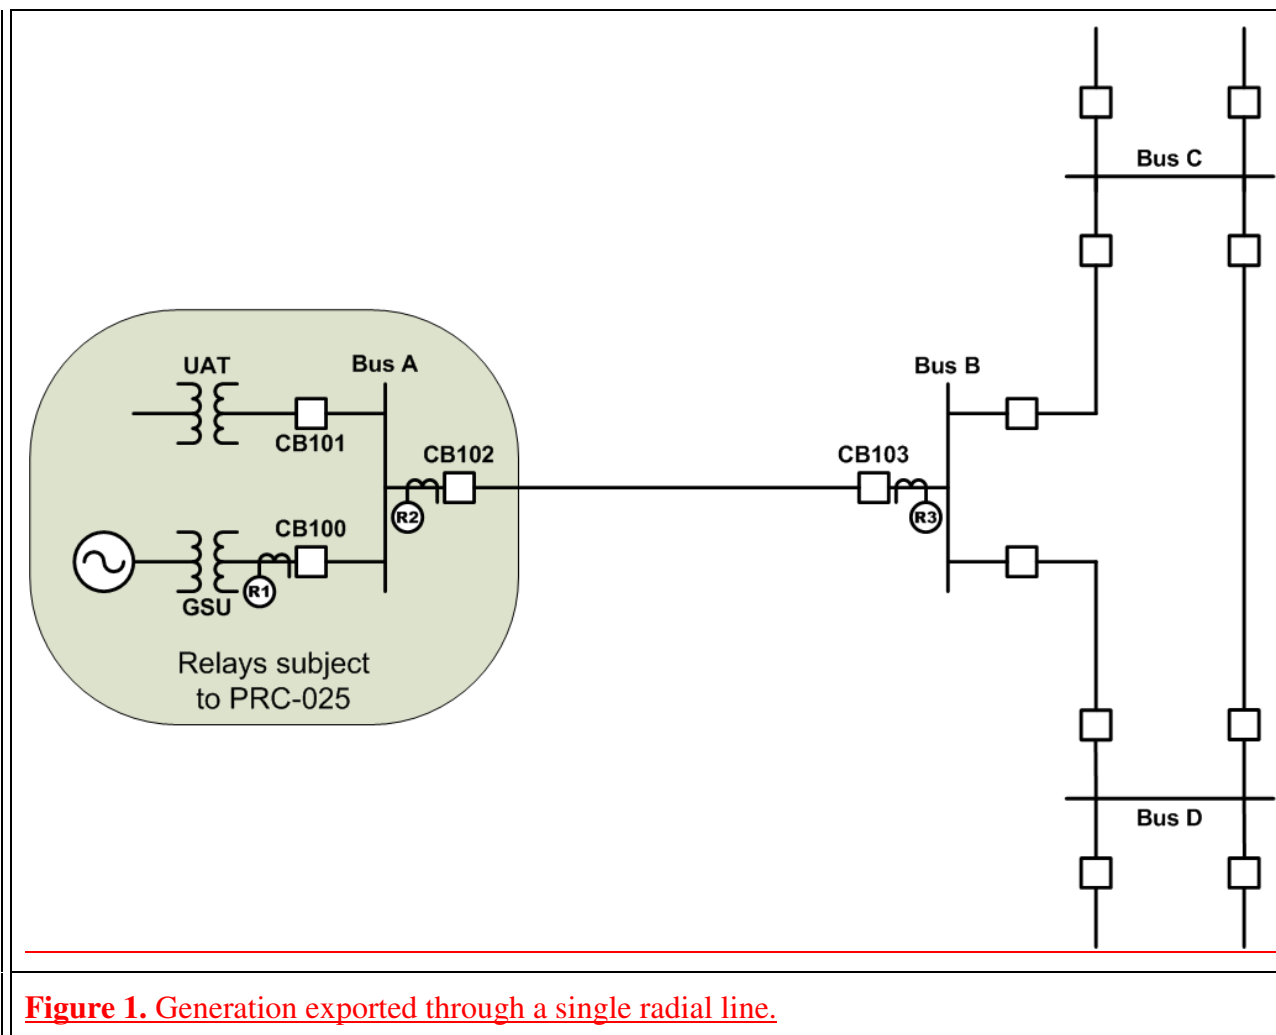 Bus C
UAT
Bus A
Bus B
CB101
CB102
CB103
R2
R3
CB100
R1
GSU
Relays subject
to PRC-025
Bus D
Figure 1. Generation exported through a single radial line.